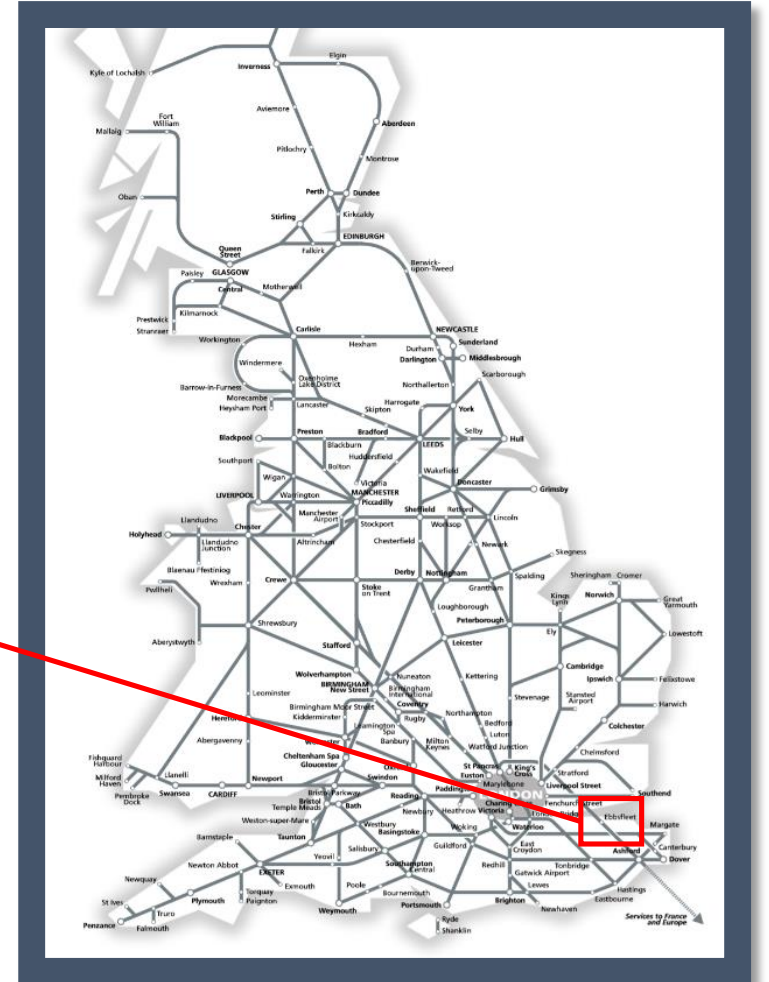 Elgin
Inverness
Kyle of Lochalsh
Aviemore
Fort
William
Mallaig
Aberdeen
Pitlochry
Montrose
Perth
Dundee
Oban
Stirling
Kirkcaldy
EDINBURGH
Queen
Street
Falkirk
Berwick-
upon-Tweed
Paisley
GLASGOW
Central
Motherwell
Prestwick
Kilmarnock
Stranraer
Carlisle
NEWCASTLE
Workington
Hexham
Durham
Sunderland
Darlington
Middlesbrough
Windermere
Oxenholme
Lake District
Northallerton
Scarborough
Barrow-in-Furness
Morecambe
Heysham Port
Lancaster
Harrogate
Skipton
York
Blackpool
Preston
Bradford
LEEDS
Selby
Hull
Blackburn
Huddersfield
Southport
Bolton
Wakefield
Wigan
Victoria
MANCHESTER
Piccadilly
Doncaster
Grimsby
LIVERPOOL
Warrington
Manchester
Airport
Sheffield
Retford
Llandudno
Chester
Stockport
Worksop
Lincoln
Holyhead
Llandudno
Junction
Altrincham
Chesterfield
Newark
Skegness
Blaenau Ffestiniog
Wrexham
Crewe
Stoke
on Trent
Derby
Nottingham
Grantham
Spalding
Sheringham
Cromer
Pwllheli
Kings
Lynn
Norwich
Great
Yarmouth
Loughborough
Peterborough
Aberystwyth
Shrewsbury
Stafford
Leicester
Ely
Lowestoft
Wolverhampton
BIRMINGHAM
New Street
Nuneaton
Birmingham
International
Kettering
Cambridge
Ipswich
Felixstowe
Leominster
Birmingham Moor Street
Coventry
Rugby
Stevenage
Stansted
Airport
Harwich
Kidderminster
Leamington
Spa
Northampton
Bedford
Colchester
Abergavenny
Banbury
Milton
Keynes
Luton
Watford Junction
Chelmsford
Fishguard
Harbour
Cheltenham Spa
Gloucester
St Pancras
Euston
King's
Cross
Stratford
Milford
Haven
Llanelli
Newport
Swindon
Marylebone
Liverpool Street
Pembroke
Dock
Swansea
CARDIFF
Bristol Parkway
Reading
Paddington
Southend
Bristol
Temple Meads
Bath
Newbury
Heathrow
Victoria
Ebbsfleet
Weston-super-Mare
Westbury
Basingstoke
Woking
Waterloo
Margate
Barnstaple
Taunton
Salisbury
Guildford
East
Croydon
Canterbury
Newton Abbot
Yeovil
Southampton
Central
Redhill
Tonbridge
Ashford
Dover
EXETER
Gatwick Airport
Newquay
Exmouth
Poole
Bournemouth
Lewes
Hastings
St Ives
Plymouth
Torquay
Paignton
Weymouth
Portsmouth
Brighton
Newhaven
Eastbourne
Truro
Penzance
Falmouth
Ryde
Shanklin
Services to France
and Europe